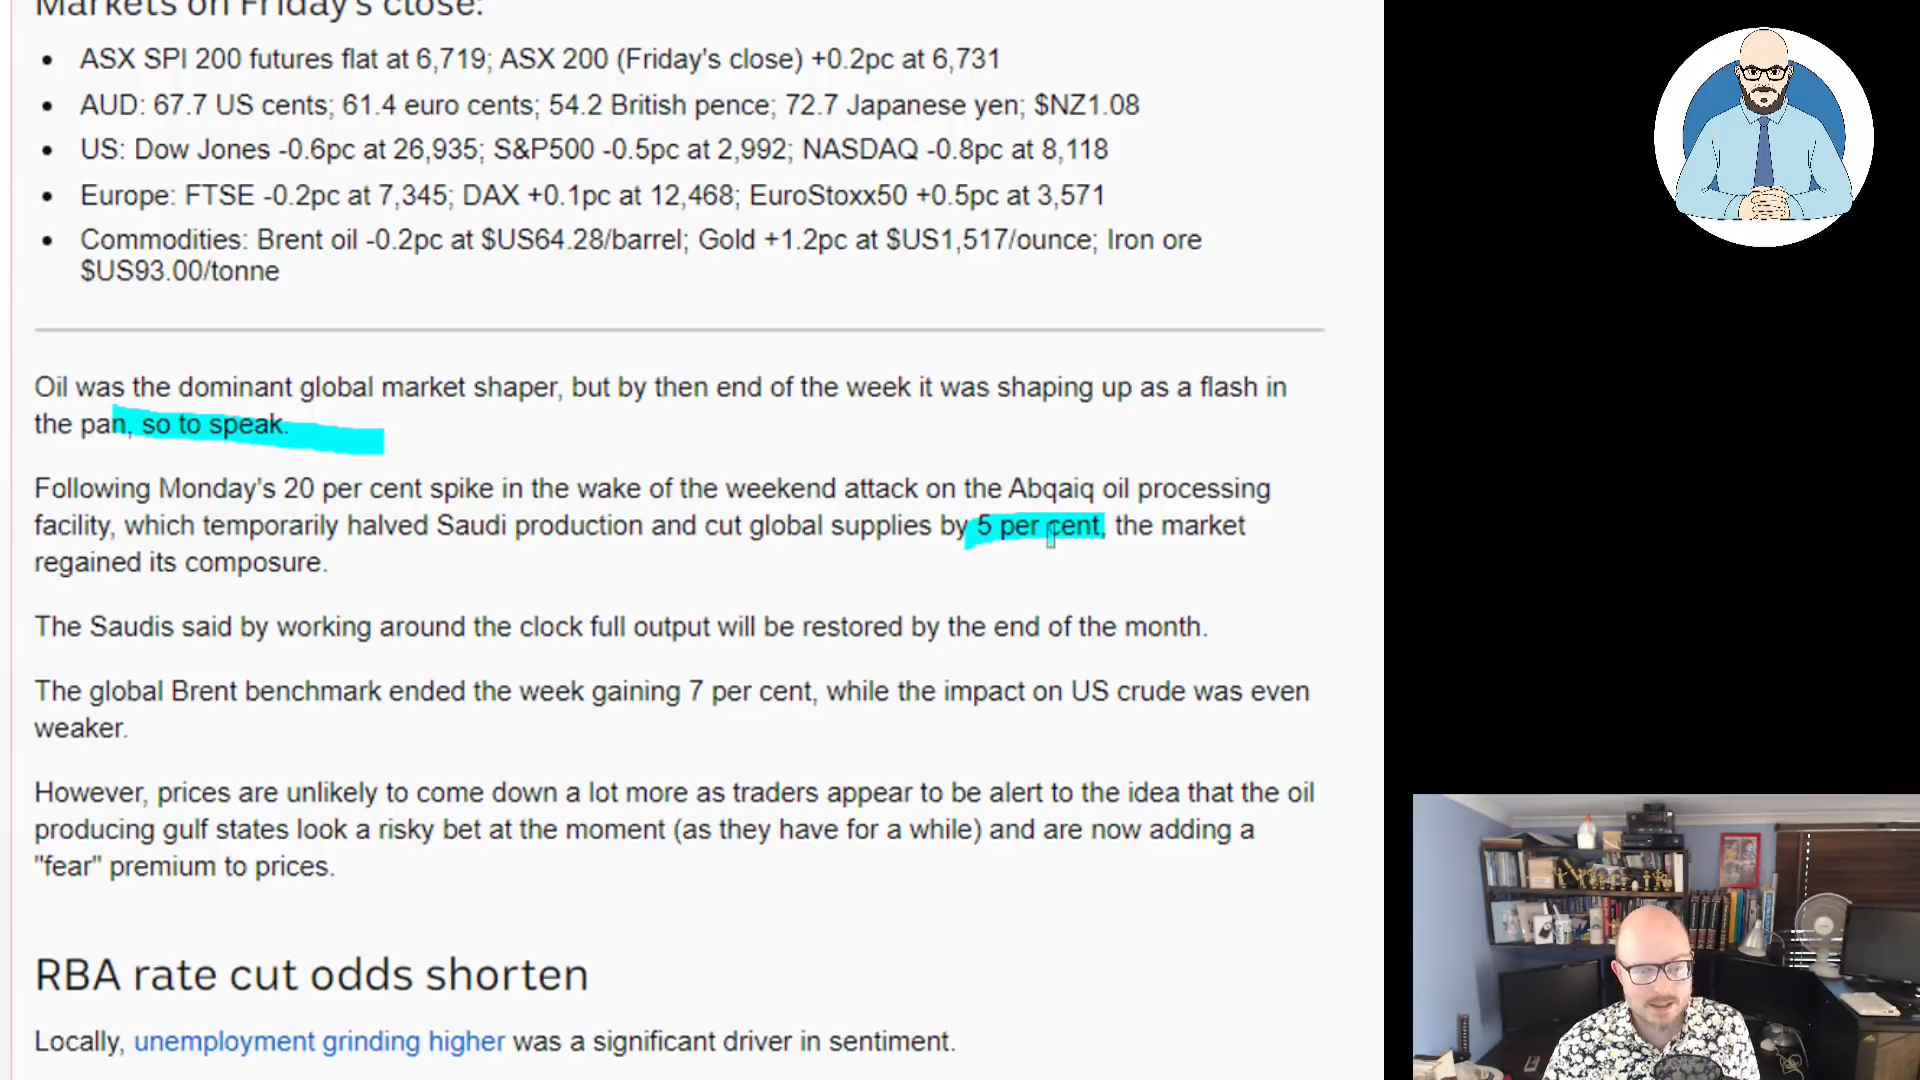 Markets on Friday's close:
ASX SPI 200 futures flat at 6,719; ASX 200 (Friday's close) +0.2pc at 6,731
AUD: 67.7 US cents; 61.4 euro cents; 54.2 British pence; 72.7 Japanese yen; $NZ1.08
US: Dow Jones -0.6pc at 26,935; S&P500 -0.5pc at 2,992; NASDAQ -0.8pc at 8,118
Europe: FTSE -0.2pc at 7,345; DAX +0.1pc at 12,468; EuroStoxx50 +0.5pc at 3,571
Commodities: Brent oil -0.2pc at $US64.28/barrel; Gold +1.2pc at $US1,517/ounce; Iron ore
$US93.00/tonne
Oil was the dominant global market shaper, but by then end of the week it was shaping up as a flash in
the pan, so to speak.
Following Monday's 20 per cent spike in the wake of the weekend attack on the Abqaiq oil processing
facility, which temporarily halved Saudi production and cut global supplies by 5 per cent, the market
regained its composure.
The Saudis said by working around the clock full output will be restored by the end of the month.
The global Brent benchmark ended the week gaining 7 per cent, while the impact on US crude was even
weaker.
However, prices are unlikely to come down a lot more as traders appear to be alert to the idea that the oil
producing gulf states look a risky bet at the moment (as they have for a while) and are now adding a
"fear" premium to prices.
RBA rate cut odds shorten
Locally, unemployment grinding higher was a significant driver in sentiment.